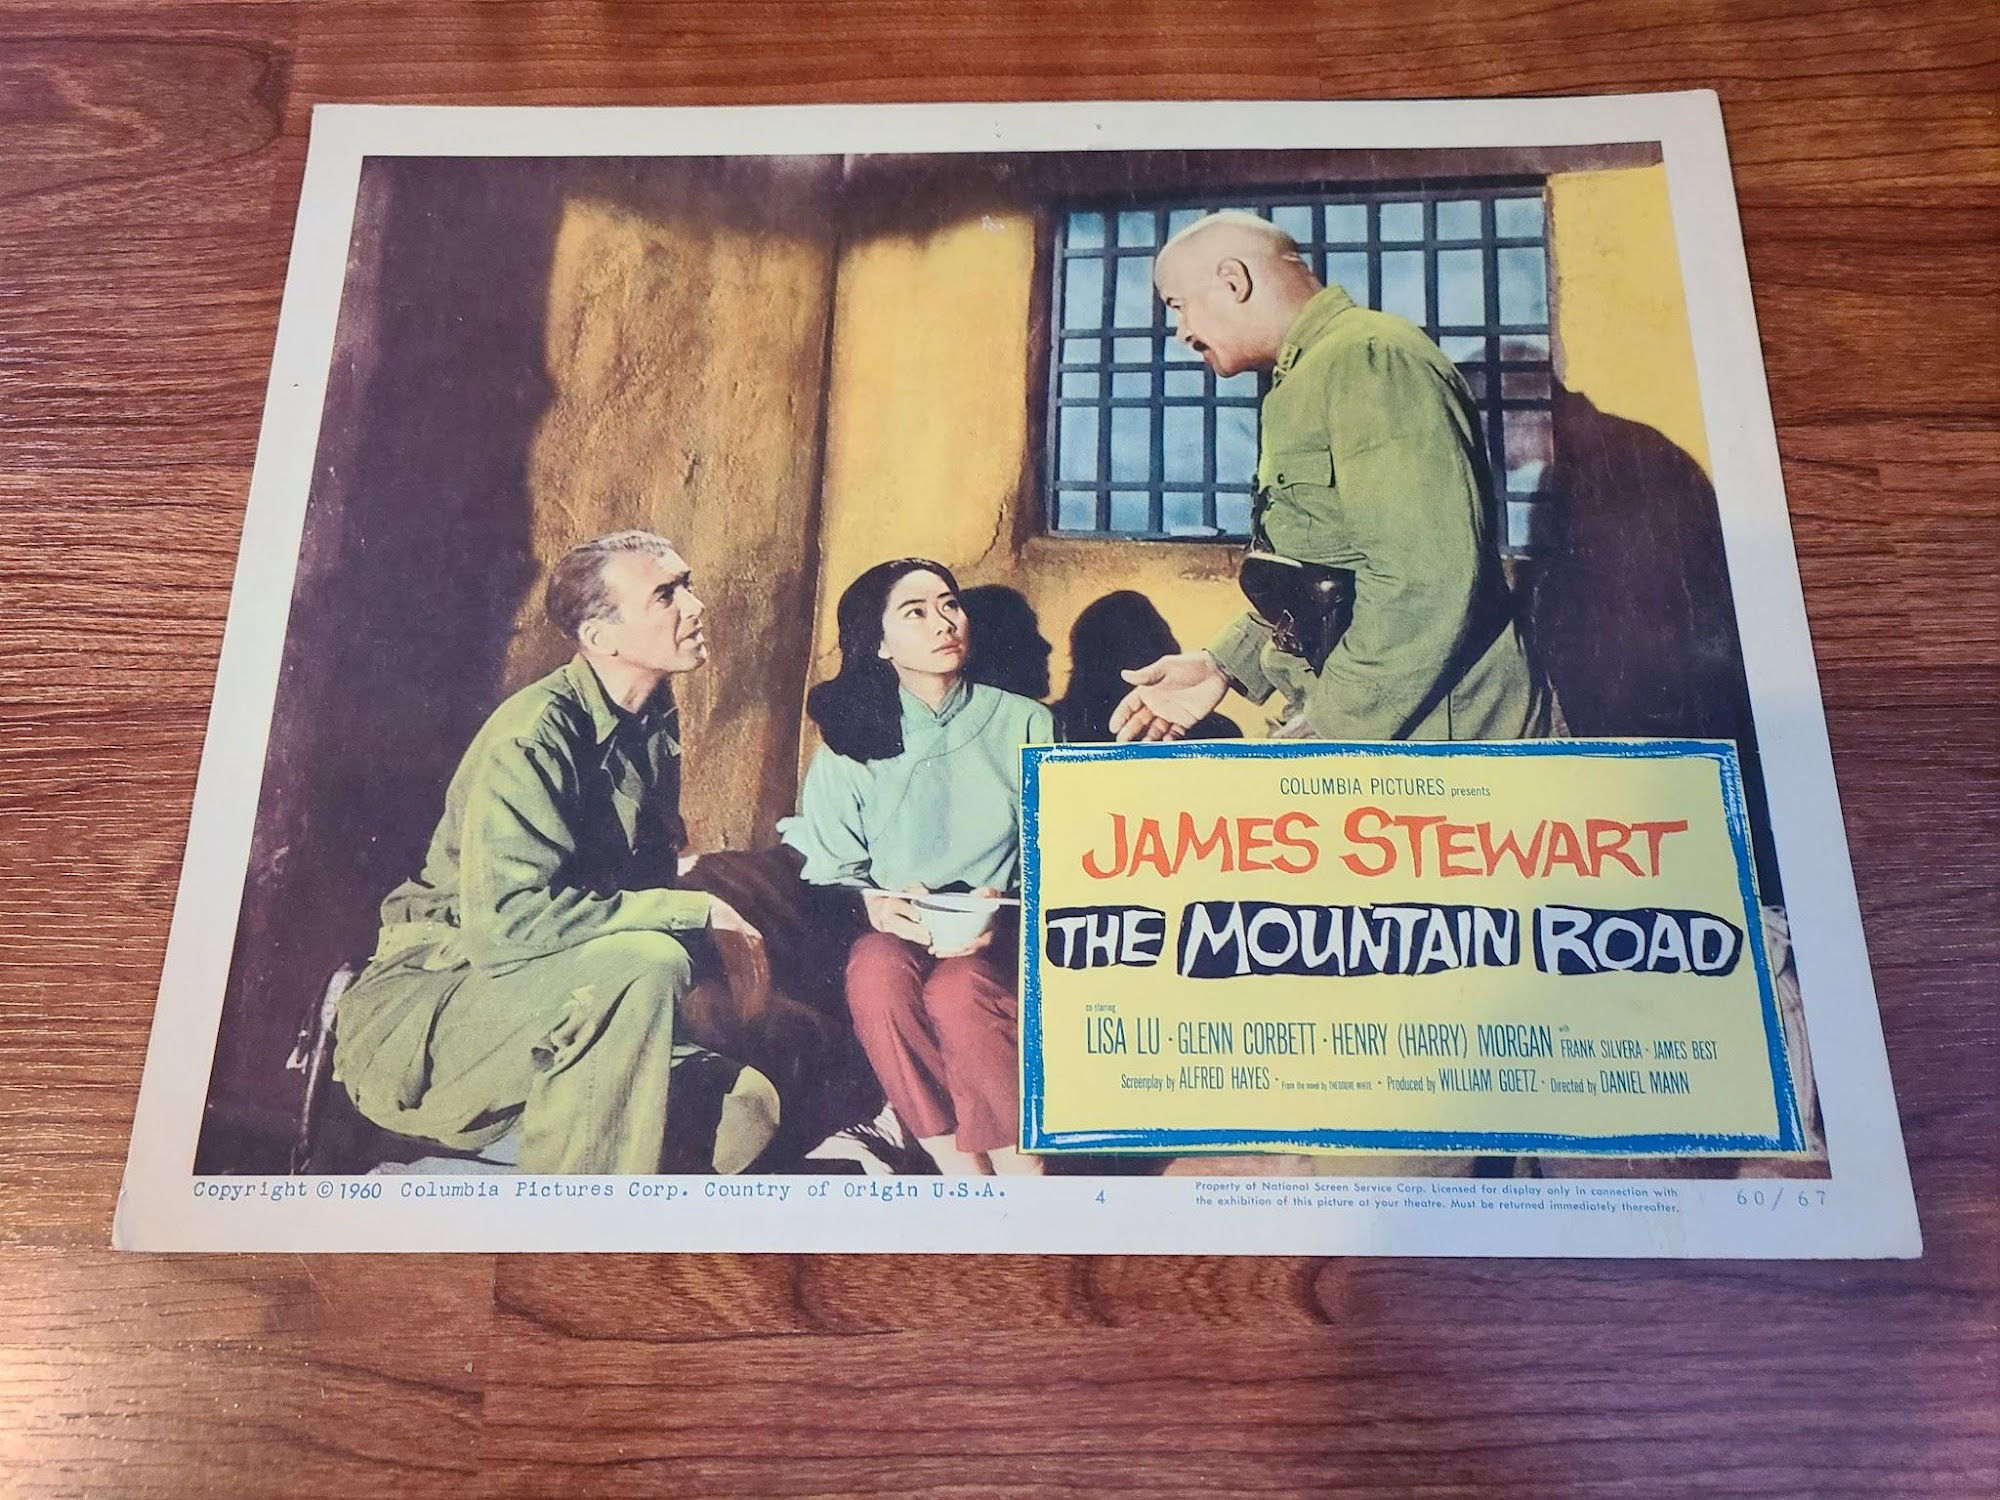 COLUMBIA PICTURES presents
JAMES STEWART
THE MOUNTAIN ROAD
co starring
LISA LU · GLENN CORBETT · HENRY (HARRY) MORGAN with FRANK SILVERA · JAMES BEST
Screenplay by ALFRED HAYES · From the novel by THEODORE WHITE · Produced by WILLIAM GOETZ · Directed by DANIEL MANN
Copyright © 1960 Columbia Pictures Corp. Country of Origin U.S.A.
4
Property of National Screen Service Corp. Licensed for display only in connection with
the exhibition of this picture at your theatre. Must be returned immediately thereafter.
60/67